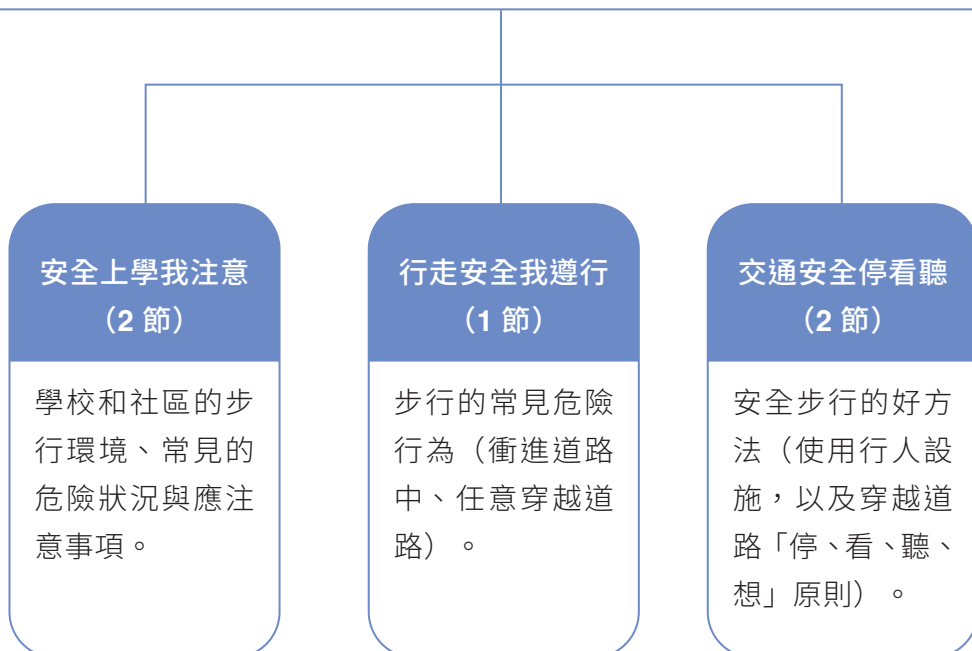 安全上學我注意
（2 節）
學校和社區的步
行環境、常見的
危險狀況與應注
意事項。
行走安全我遵行
（1 節）
步行的常見危險
行為（衝進道路
中、任意穿越道
路）。
交通安全停看聽
（2 節）
安全步行的好方
法（使用行人設
施，以及穿越道
路「停、看、聽、
想」原則）。